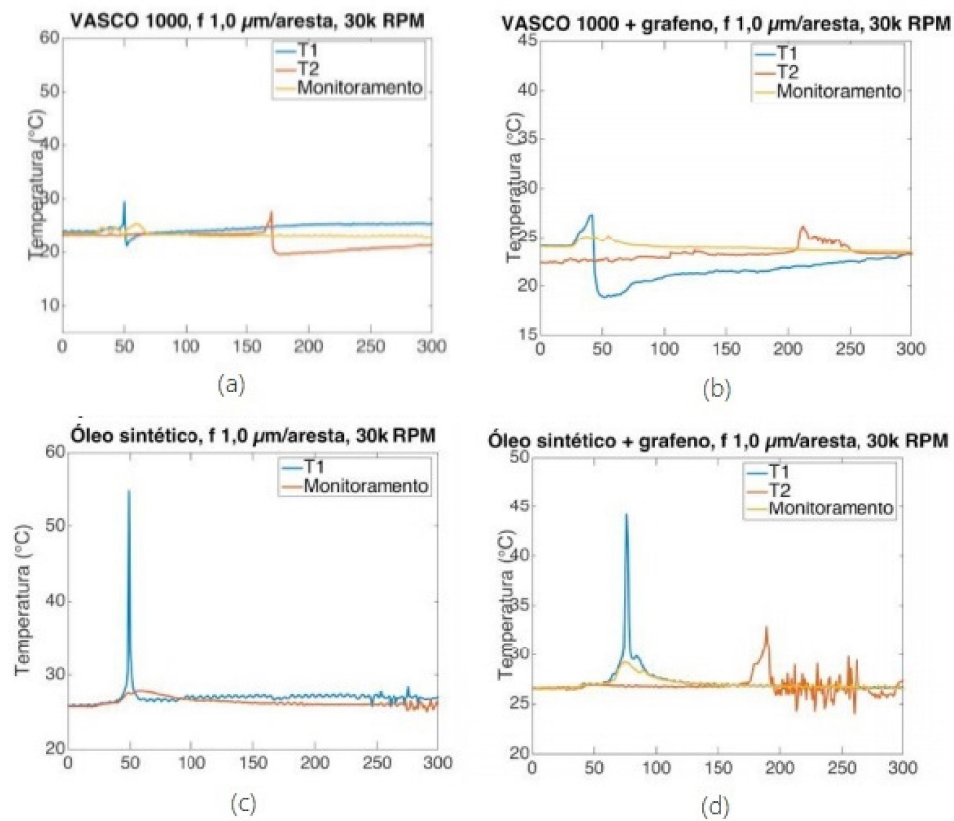 VASCO 1000, f 1,0 µm/aresta, 30k RPM
60
50
40
30
20
10
Temperatura (°C)
T1
T2
Monitoramento
0 50 100 150 200 250 300
(a)
VASCO 1000 + grafeno, f 1,0 µm/aresta, 30k RPM
45
40
35
30
25
20
15
Temperatura (°C)
T1
T2
Monitoramento
0 50 100 150 200 250 300
(b)
Óleo sintético, f 1,0 µm/aresta, 30k RPM
60
50
40
30
20
Temperatura (°C)
T1
Monitoramento
0 50 100 150 200 250 300
(c)
Óleo sintético + grafeno, f 1,0 µm/aresta, 30k RPM
50
45
40
35
30
25
20
Temperatura (°C)
T1
T2
Monitoramento
0 50 100 150 200 250 300
(d)